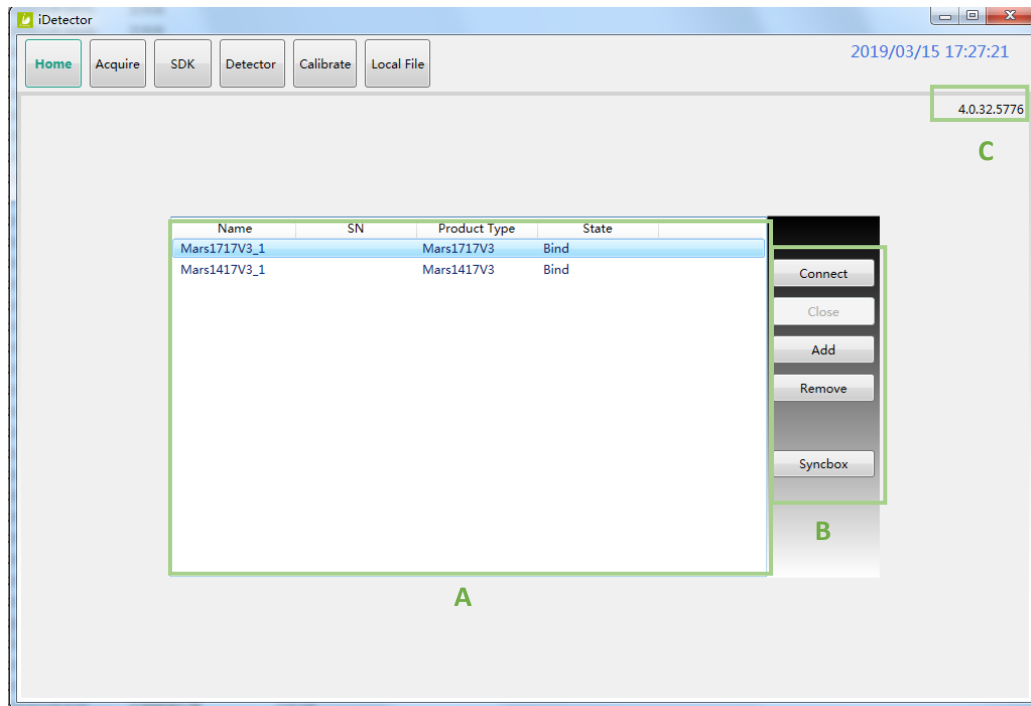 iDetector
Home Acquire SDK Detector Calibrate Local File
2019/03/15 17:27:21
4.0.32.5776
C
Name SN Product Type State
Mars1717V3_1 Mars1717V3 Bind
Mars1417V3_1 Mars1417V3 Bind
Connect
Close
Add
Remove
Syncbox
B
A